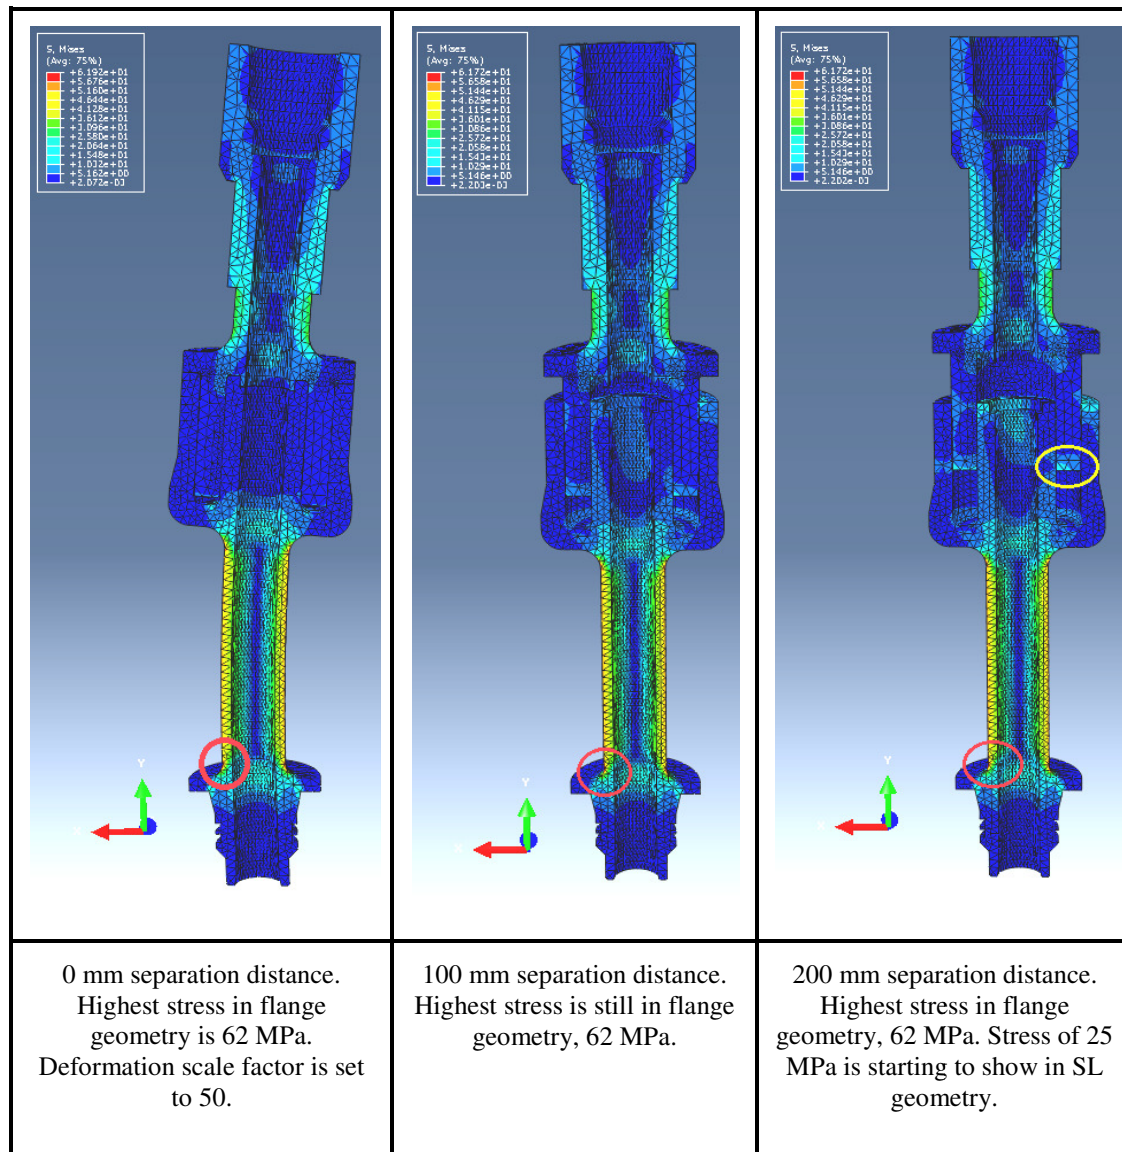 S, Mises
(Avg: 75%)
+6.192e+01
+5.676e+01
+5.160e+01
+4.644e+01
+4.128e+01
+3.612e+01
+3.096e+01
+2.580e+01
+2.064e+01
+1.548e+01
+1.032e+01
+5.162e+00
+2.072e-03
Y
X
0 mm separation distance.
Highest stress in flange
geometry is 62 MPa.
Deformation scale factor is set
to 50.
S, Mises
(Avg: 75%)
+6.172e+01
+5.658e+01
+5.144e+01
+4.629e+01
+4.115e+01
+3.601e+01
+3.086e+01
+2.572e+01
+2.058e+01
+1.543e+01
+1.029e+01
+5.146e+00
+2.203e-03
Y
X
100 mm separation distance.
Highest stress is still in flange
geometry, 62 MPa.
S, Mises
(Avg: 75%)
+6.172e+01
+5.658e+01
+5.144e+01
+4.629e+01
+4.115e+01
+3.601e+01
+3.086e+01
+2.572e+01
+2.058e+01
+1.543e+01
+1.029e+01
+5.146e+00
+2.202e-03
Y
200 mm separation distance.
Highest stress in flange
geometry, 62 MPa. Stress of 25
MPa is starting to show in SL
geometry.